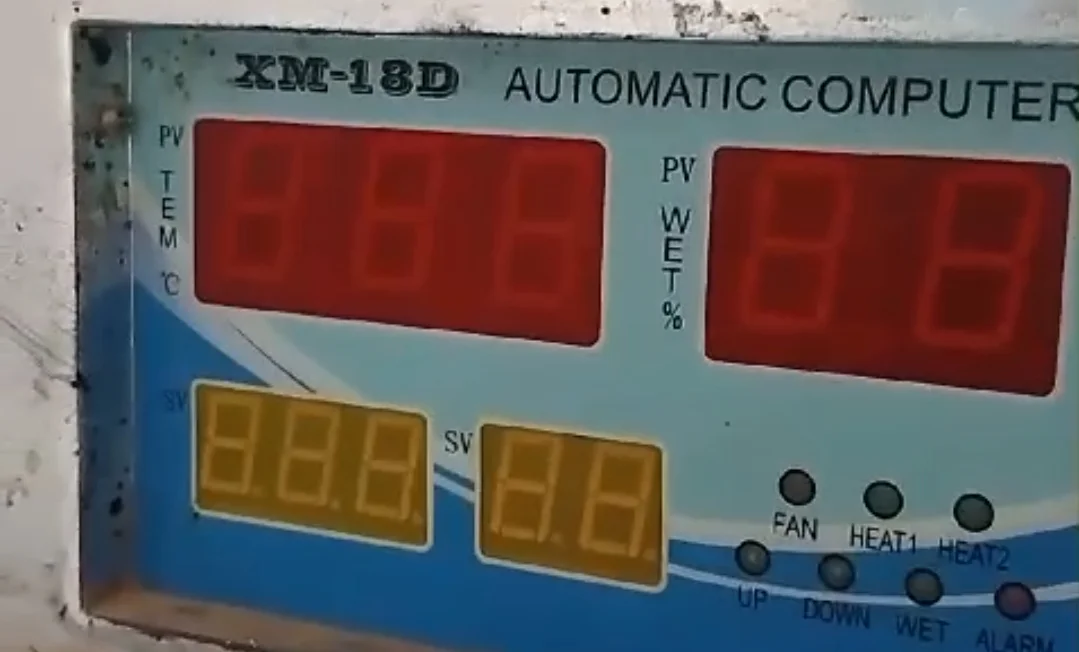 XM-18D AUTOMATIC COMPUTER
PV TEM ℃
PV WET %
SV
SV
FAN HEAT1 HEAT2
UP DOWN WET ALARM